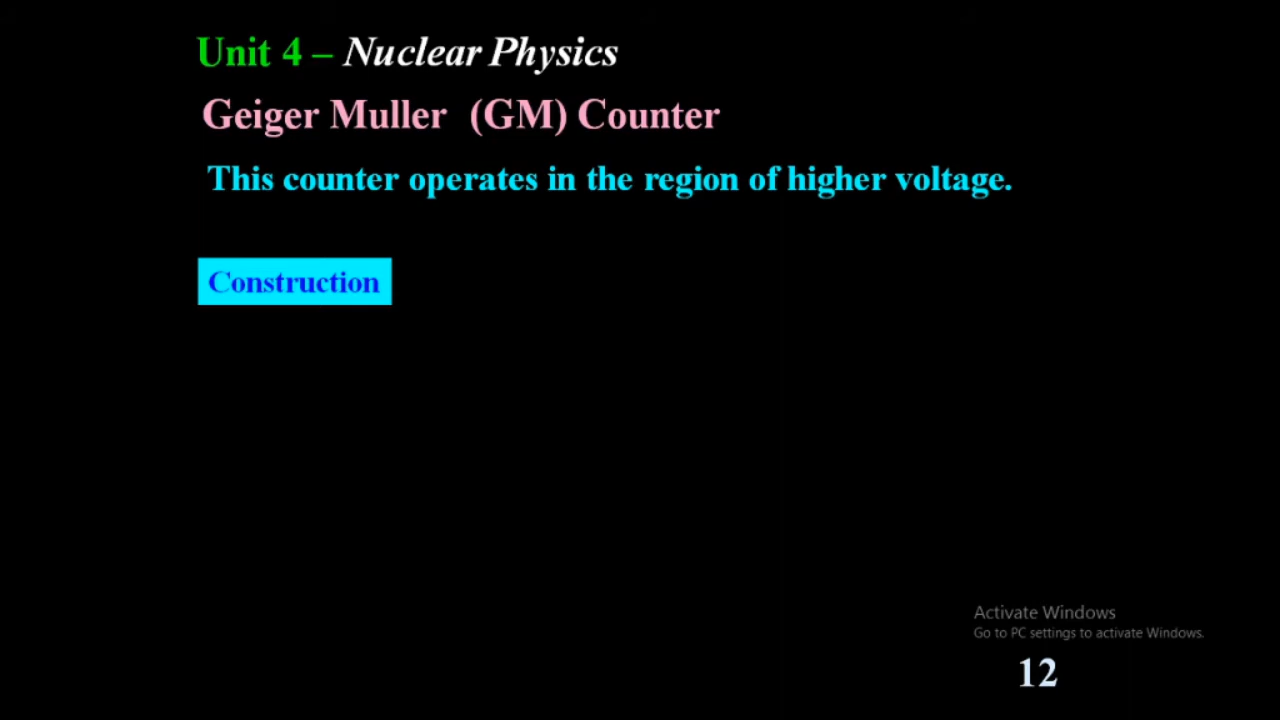 Unit 4 – Nuclear Physics
Geiger Muller (GM) Counter
This counter operates in the region of higher voltage.
Construction
Activate Windows
Go to PC settings to activate Windows.
12